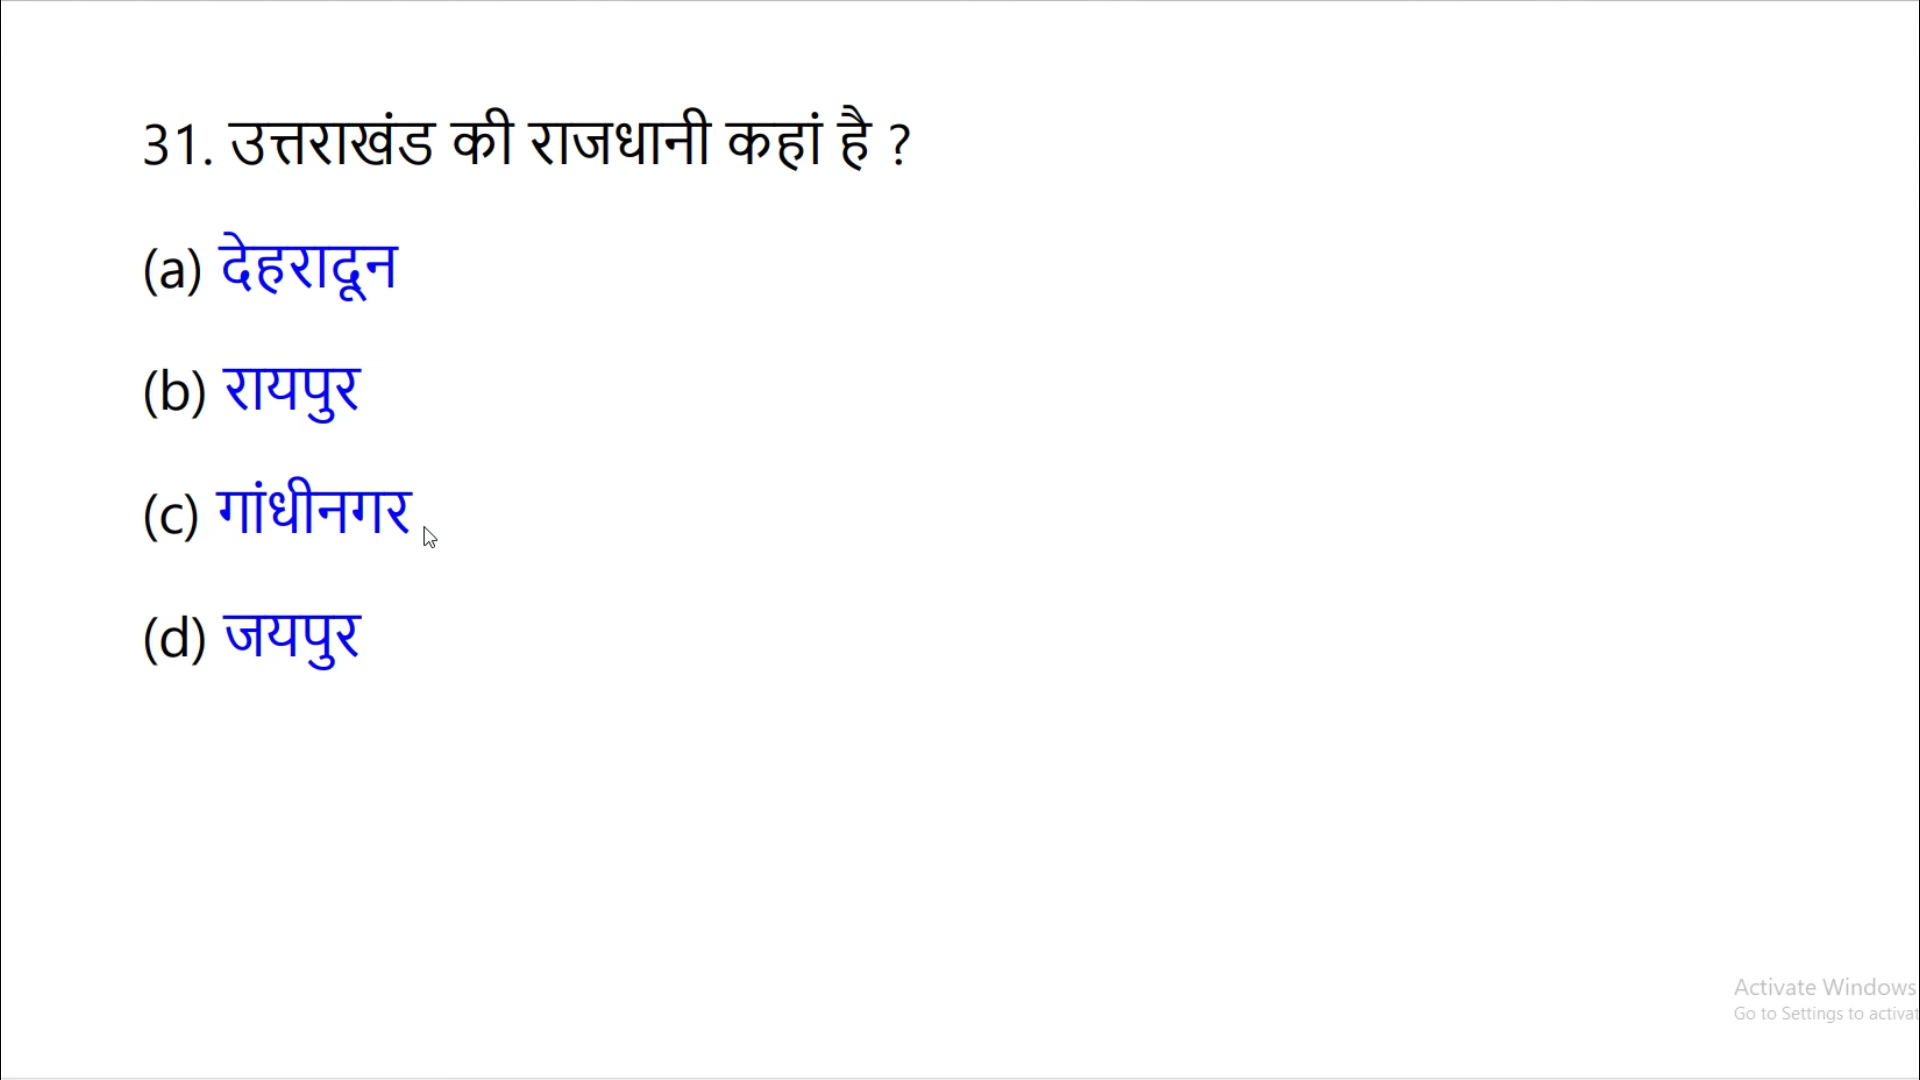 31. उत्तराखंड की राजधानी कहां है ?
(a) देहरादून
(b) रायपुर
(c) गांधीनगर
(d) जयपुर
Activate Windows
Go to Settings to activat